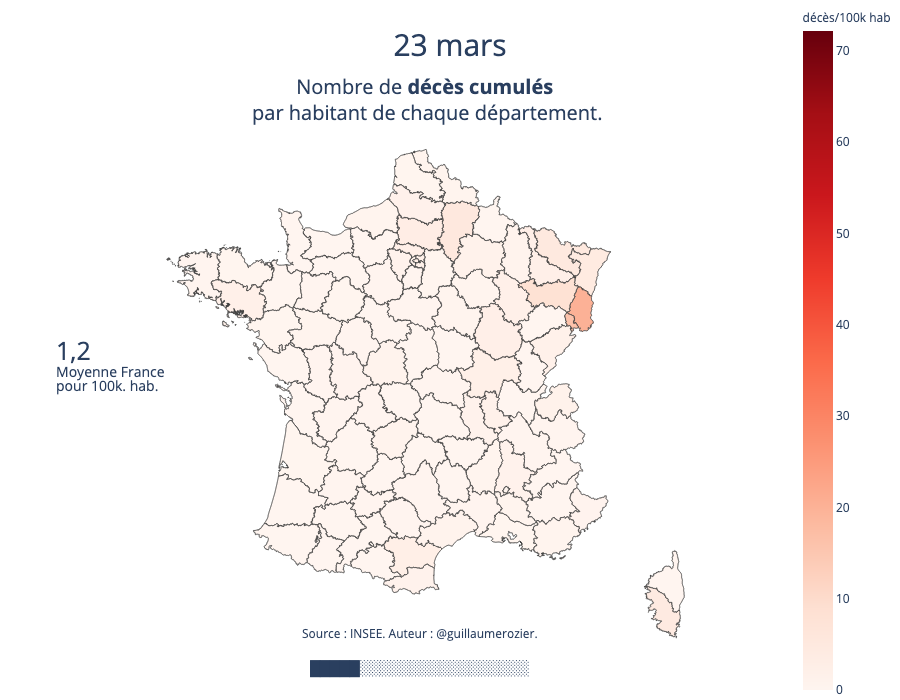 23 mars
Nombre de décès cumulés
par habitant de chaque département.
décès/100k hab
70
60
50
40
30
20
10
0
1,2
Moyenne France
pour 100k. hab.
Source : INSEE. Auteur : @guillaumerozier.